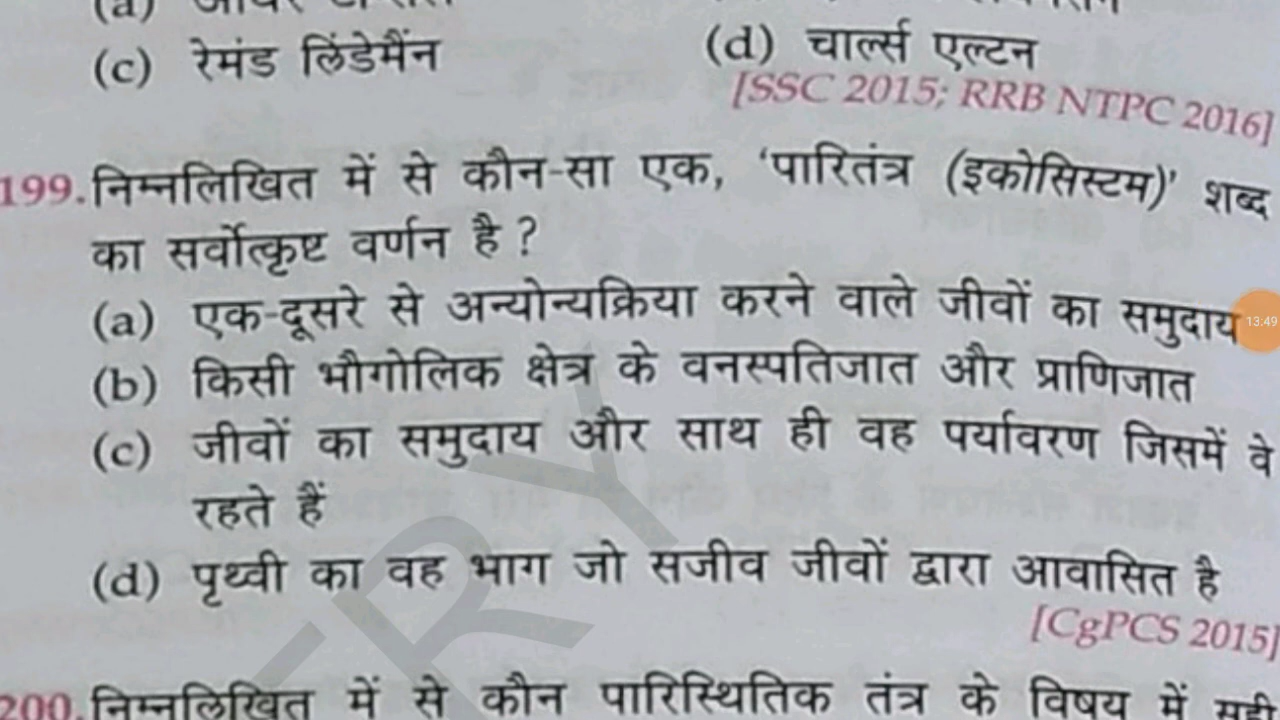 (a)
(c) रेमंड लिंडेमैंन (d) चार्ल्स एल्टन
[SSC 2015; RRB NTPC 2016]
199. निम्नलिखित में से कौन-सा एक, ‘पारितंत्र (इकोसिस्टम)’ शब्द
का सर्वोत्कृष्ट वर्णन है ?
(a) एक-दूसरे से अन्योन्यक्रिया करने वाले जीवों का समुदाय
13:49
(b) किसी भौगोलिक क्षेत्र के वनस्पतिजात और प्राणिजात
(c) जीवों का समुदाय और साथ ही वह पर्यावरण जिसमें वे
रहते हैं
(d) पृथ्वी का वह भाग जो सजीव जीवों द्वारा आवासित है
[CgPCS 2015]
200. निम्नलिखित में से कौन पारिस्थितिक तंत्र के विषय में